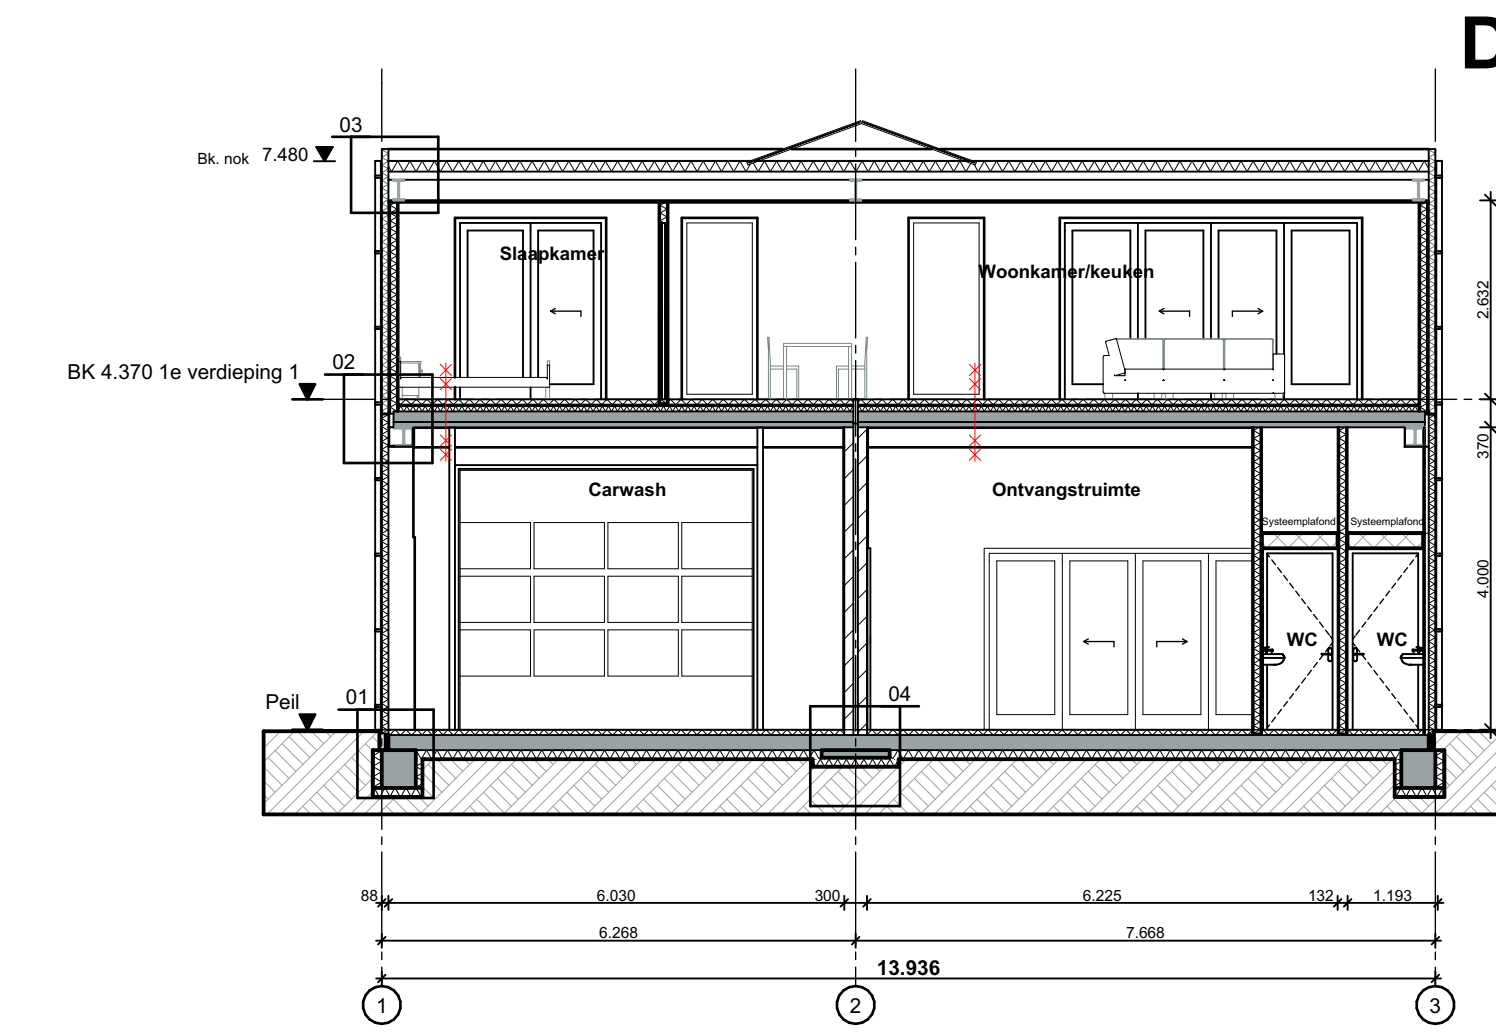 D
03
Bk. nok 7.480
Slaapkamer
Woonkamer/keuken
2.632
02
BK 4.370 1e verdieping 1
370
Carwash
Ontvangstruimte
Systeemplafond
Systeemplafond
4.000
WC
WC
Peil
01
04
88
6.030
300
6.225
132
1.193
6.268
7.668
13.936
1
2
3